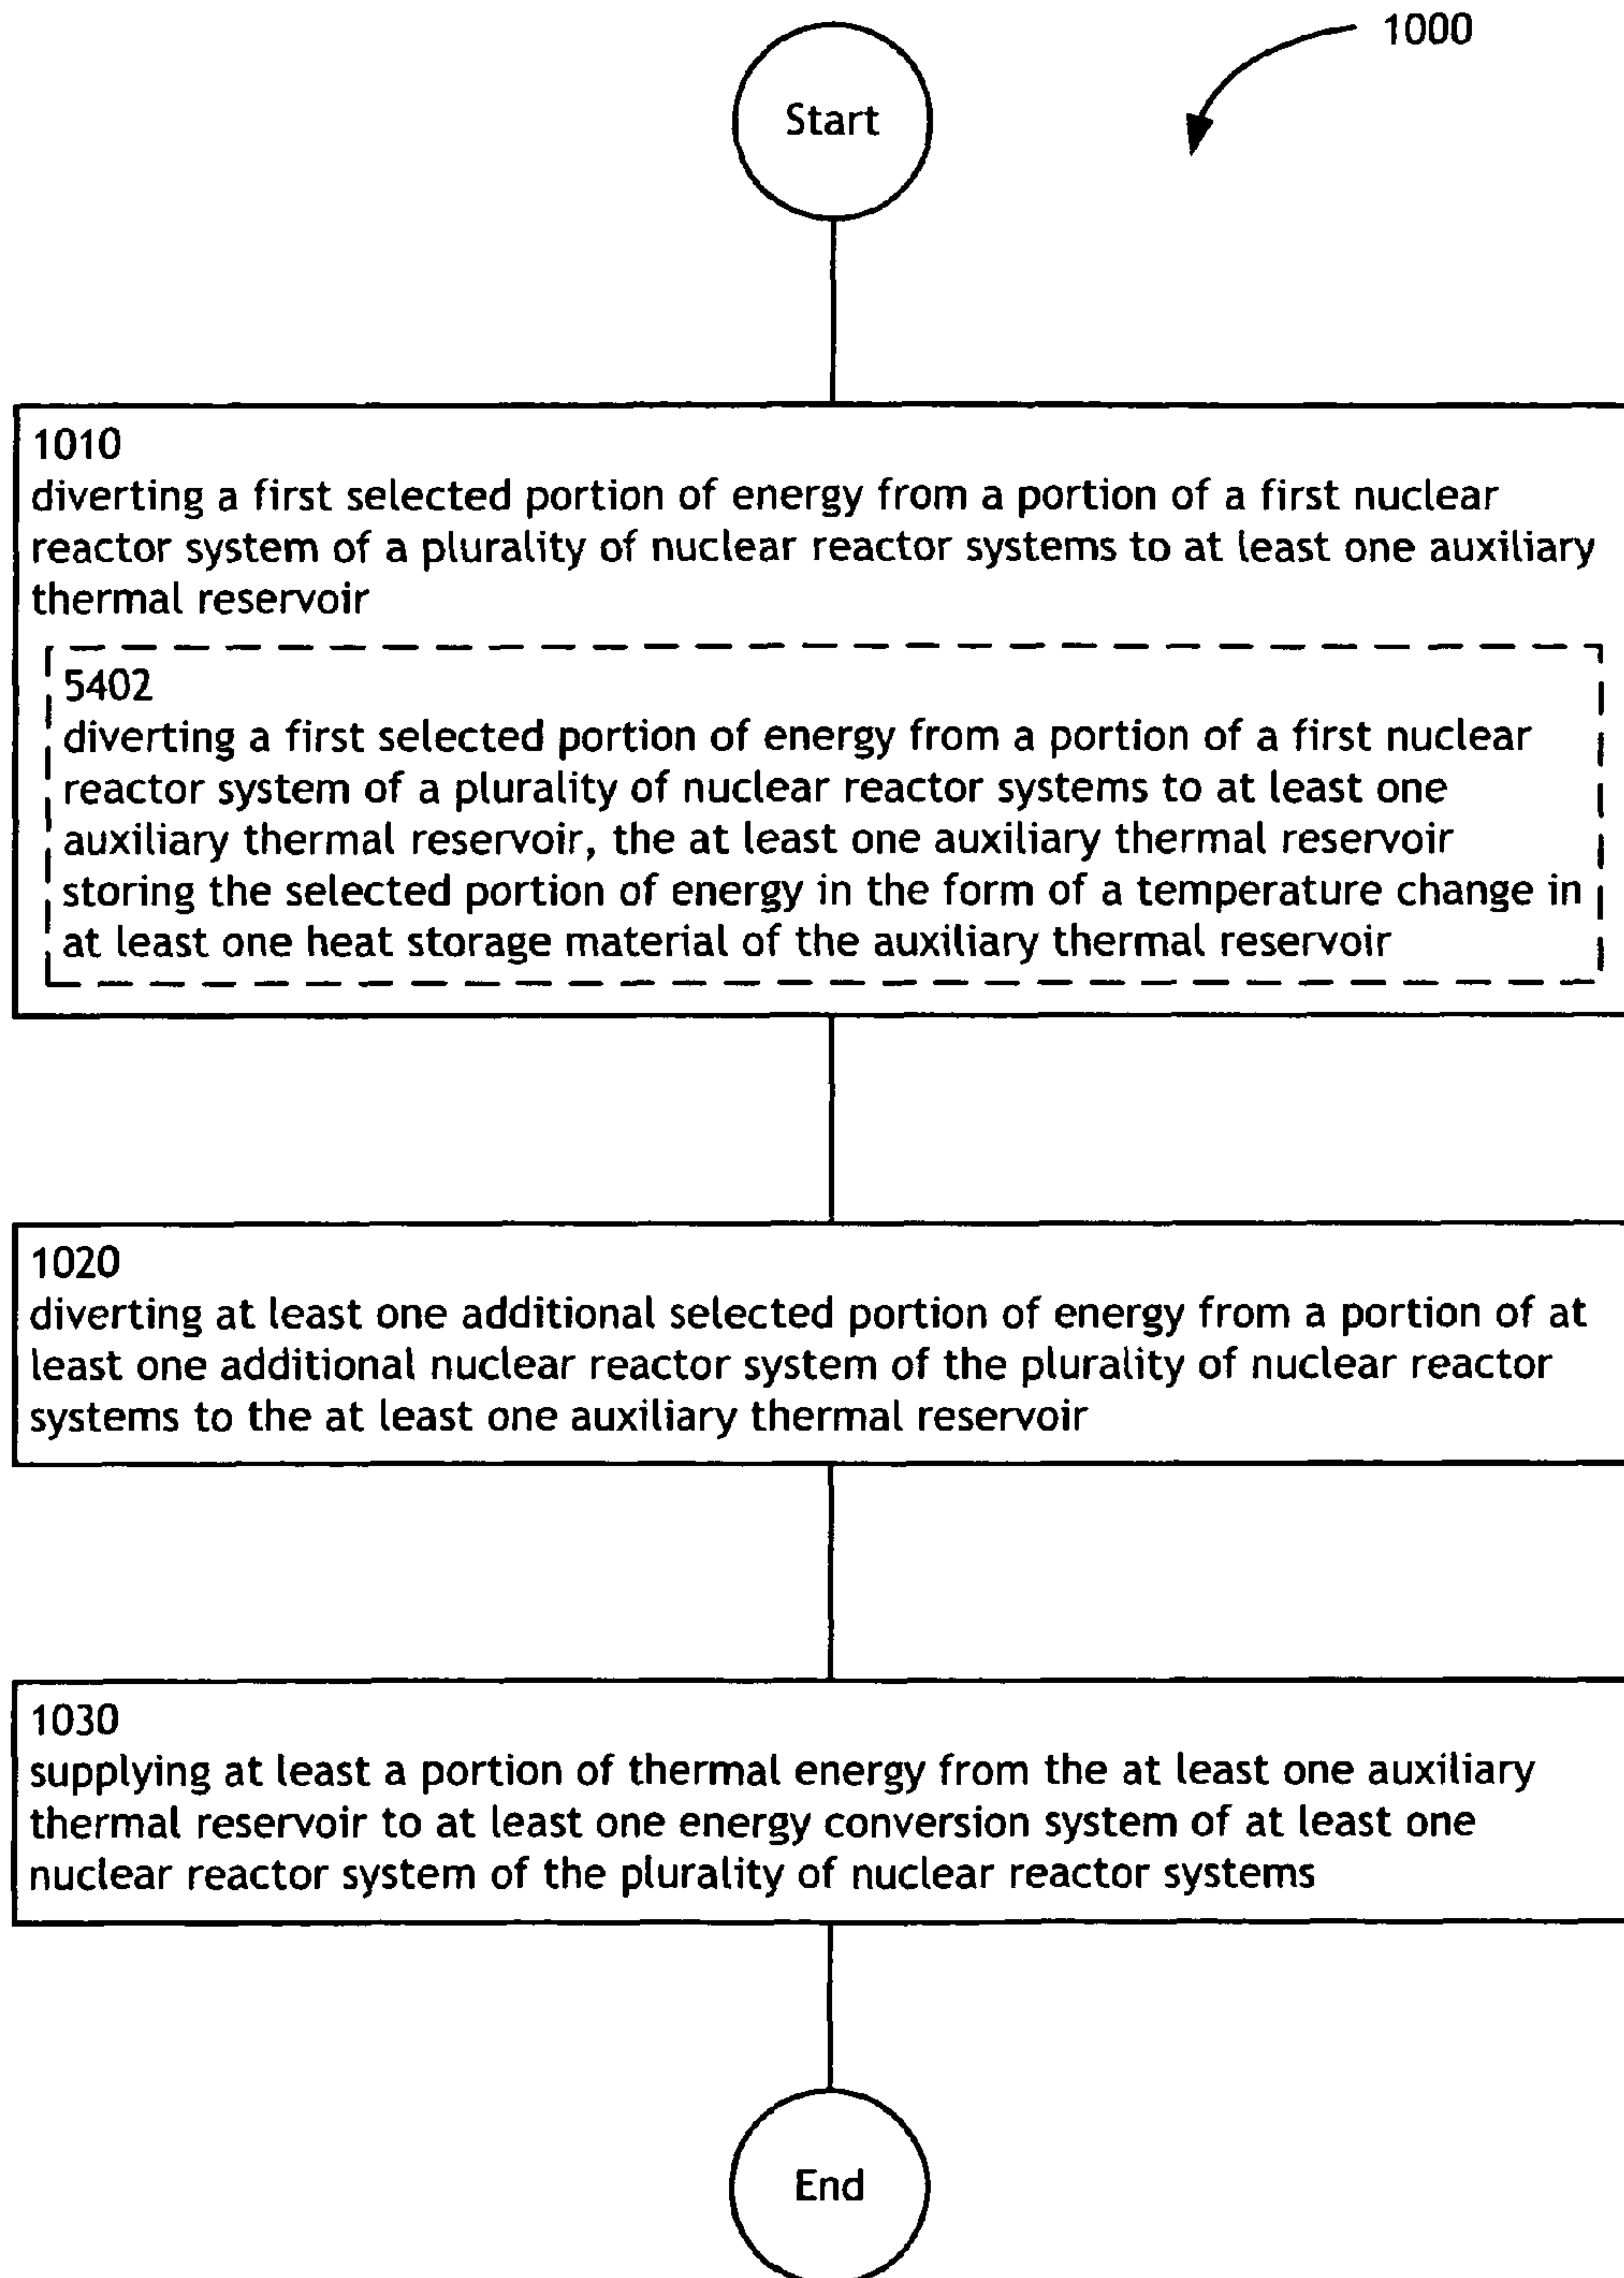 1000
Start
1010
diverting a first selected portion of energy from a portion of a first nuclear
reactor system of a plurality of nuclear reactor systems to at least one auxiliary
thermal reservoir
5402
diverting a first selected portion of energy from a portion of a first nuclear
reactor system of a plurality of nuclear reactor systems to at least one
auxiliary thermal reservoir, the at least one auxiliary thermal reservoir
storing the selected portion of energy in the form of a temperature change in
at least one heat storage material of the auxiliary thermal reservoir
1020
diverting at least one additional selected portion of energy from a portion of at
least one additional nuclear reactor system of the plurality of nuclear reactor
systems to the at least one auxiliary thermal reservoir
1030
supplying at least a portion of thermal energy from the at least one auxiliary
thermal reservoir to at least one energy conversion system of at least one
nuclear reactor system of the plurality of nuclear reactor systems
End